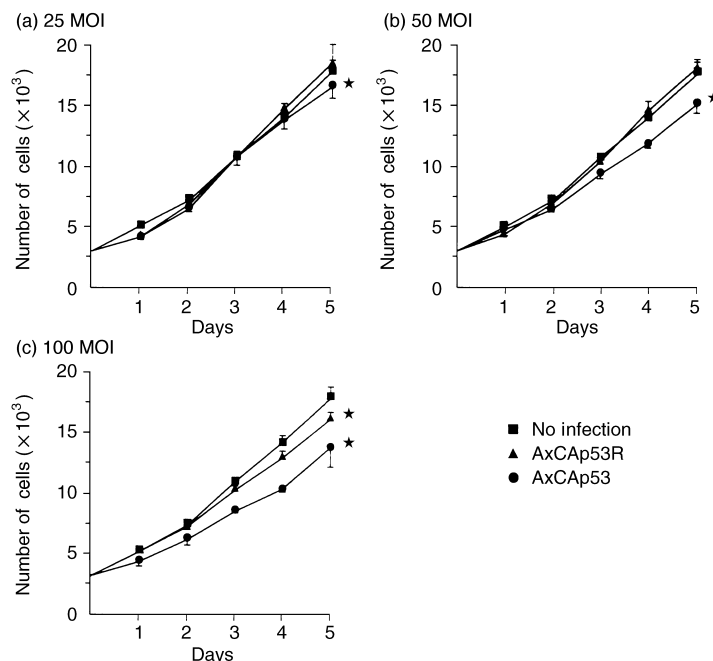 (a) 25 MOI
20
15
10
5
0
Number of cells (×10³)
1 2 3 4 5
Days
(b) 50 MOI
20
15
10
5
0
Number of cells (×10³)
1 2 3 4 5
Days
(c) 100 MOI
20
15
10
5
0
Number of cells (×10³)
1 2 3 4 5
Days
No infection
AxCAp53R
AxCAp53